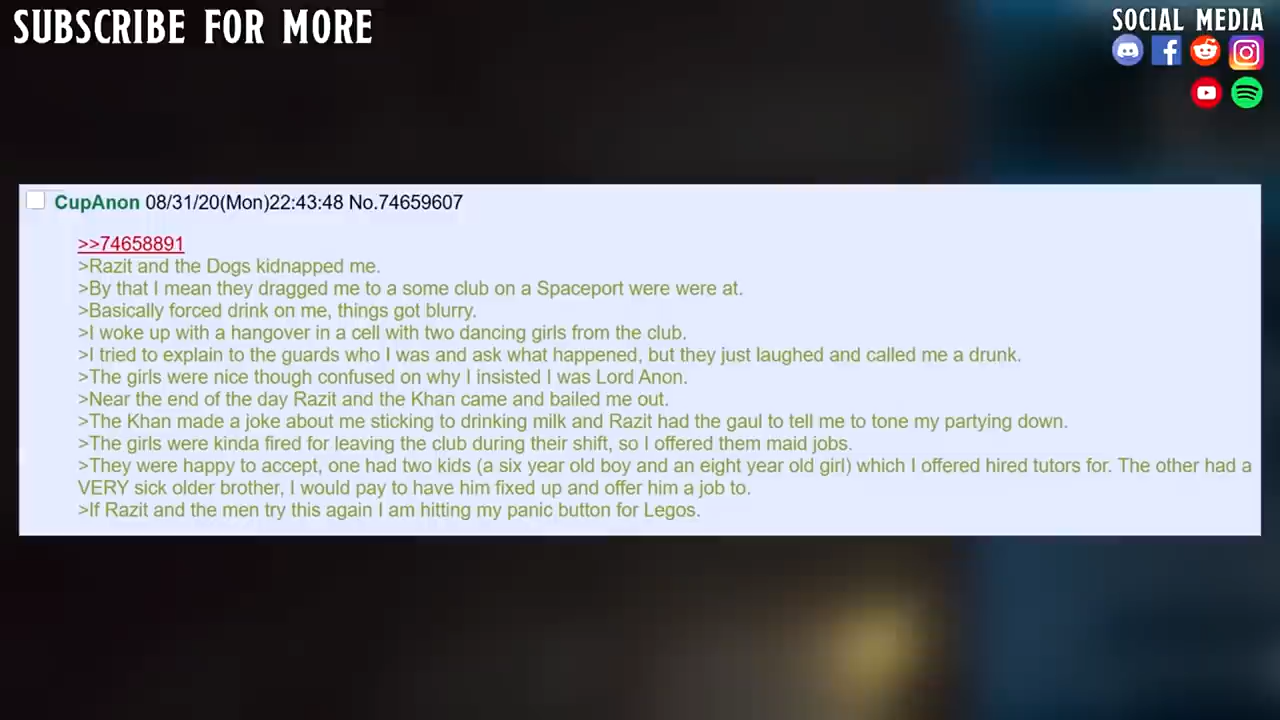 SUBSCRIBE FOR MORE
SOCIAL MEDIA
CupAnon 08/31/20(Mon)22:43:48 No.74659607
>>74658891
>Razit and the Dogs kidnapped me.
>By that I mean they dragged me to a some club on a Spaceport were were at.
>Basically forced drink on me, things got blurry.
>I woke up with a hangover in a cell with two dancing girls from the club.
>I tried to explain to the guards who I was and ask what happened, but they just laughed and called me a drunk.
>The girls were nice though confused on why I insisted I was Lord Anon.
>Near the end of the day Razit and the Khan came and bailed me out.
>The Khan made a joke about me sticking to drinking milk and Razit had the gaul to tell me to tone my partying down.
>The girls were kinda fired for leaving the club during their shift, so I offered them maid jobs.
>They were happy to accept, one had two kids (a six year old boy and an eight year old girl) which I offered hired tutors for. The other had a
VERY sick older brother, I would pay to have him fixed up and offer him a job to.
>If Razit and the men try this again I am hitting my panic button for Legos.